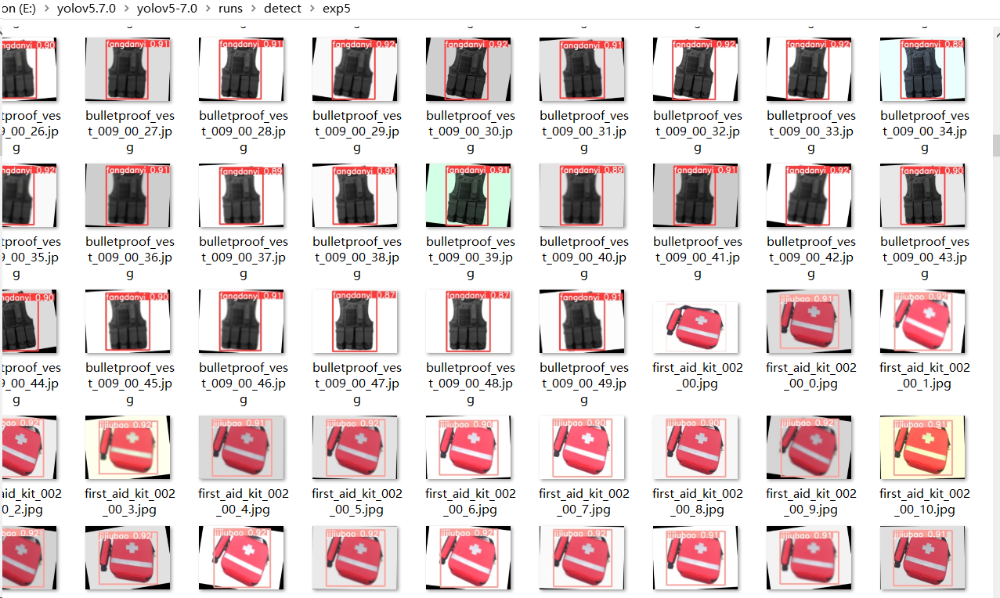 on (E:) > yolov5.7.0 > yolov5-7.0 > runs > detect > exp5
ngdanyi 0.90 fangdanyi 0.91 fangdanyi 0.91 fangdanyi 0.92 fangdanyi 0.92 fangdanyi 0.91 fangdanyi 0.92 fangdanyi 0.92 fangdanyi 0.89
tproof_ves bulletproof_ves bulletproof_ves bulletproof_ves bulletproof_ves bulletproof_ves bulletproof_ves bulletproof_ves bulletproof_ves
9_00_26.jp t_009_00_27.jp t_009_00_28.jp t_009_00_29.jp t_009_00_30.jp t_009_00_31.jp t_009_00_32.jp t_009_00_33.jp t_009_00_34.jp
g g g g g g g g g
ngdanyi 0.92 fangdanyi 0.91 fangdanyi 0.89 fangdanyi 0.90 fangdanyi 0.91 fangdanyi 0.89 fangdanyi 0.91 fangdanyi 0.92 fangdanyi 0.90
tproof_ves bulletproof_ves bulletproof_ves bulletproof_ves bulletproof_ves bulletproof_ves bulletproof_ves bulletproof_ves bulletproof_ves
9_00_35.jp t_009_00_36.jp t_009_00_37.jp t_009_00_38.jp t_009_00_39.jp t_009_00_40.jp t_009_00_41.jp t_009_00_42.jp t_009_00_43.jp
g g g g g g g g g
ngdanyi 0.90 fangdanyi 0.90 fangdanyi 0.91 fangdanyi 0.87 fangdanyi 0.87 fangdanyi 0.91 jijiubao 0.91 jijiubao 0.92
tproof_ves bulletproof_ves bulletproof_ves bulletproof_ves bulletproof_ves bulletproof_ves first_aid_kit_002 first_aid_kit_002 first_aid_kit_002
9_00_44.jp t_009_00_45.jp t_009_00_46.jp t_009_00_47.jp t_009_00_48.jp t_009_00_49.jp _00.jpg _00_0.jpg _00_1.jpg
g g g g g g
bao 0.92 jijiubao 0.92 jijiubao 0.91 jijiubao 0.92 jijiubao 0.90 jijiubao 0.90 jijiubao 0.90 jijiubao 0.92 jijiubao 0.91
aid_kit_002 first_aid_kit_002 first_aid_kit_002 first_aid_kit_002 first_aid_kit_002 first_aid_kit_002 first_aid_kit_002 first_aid_kit_002 first_aid_kit_002
0_2.jpg _00_3.jpg _00_4.jpg _00_5.jpg _00_6.jpg _00_7.jpg _00_8.jpg _00_9.jpg _00_10.jpg
bao 0.92 jijiubao 0.92 jijiubao 0.92 jijiubao 0.92 jijiubao 0.92 jijiubao 0.92 jijiubao 0.91 jijiubao 0.91 jijiubao 0.91